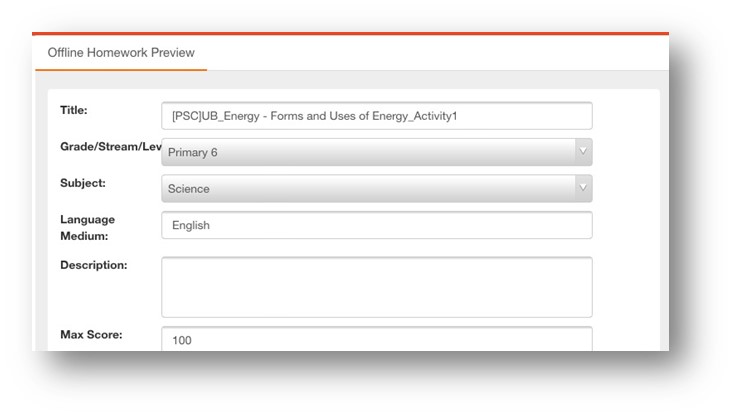 Offline Homework Preview
Title: [PSC]UB_Energy - Forms and Uses of Energy_Activity1
Grade/Stream/Lev Primary 6
Subject: Science
Language
Medium: English
Description:
Max Score: 100